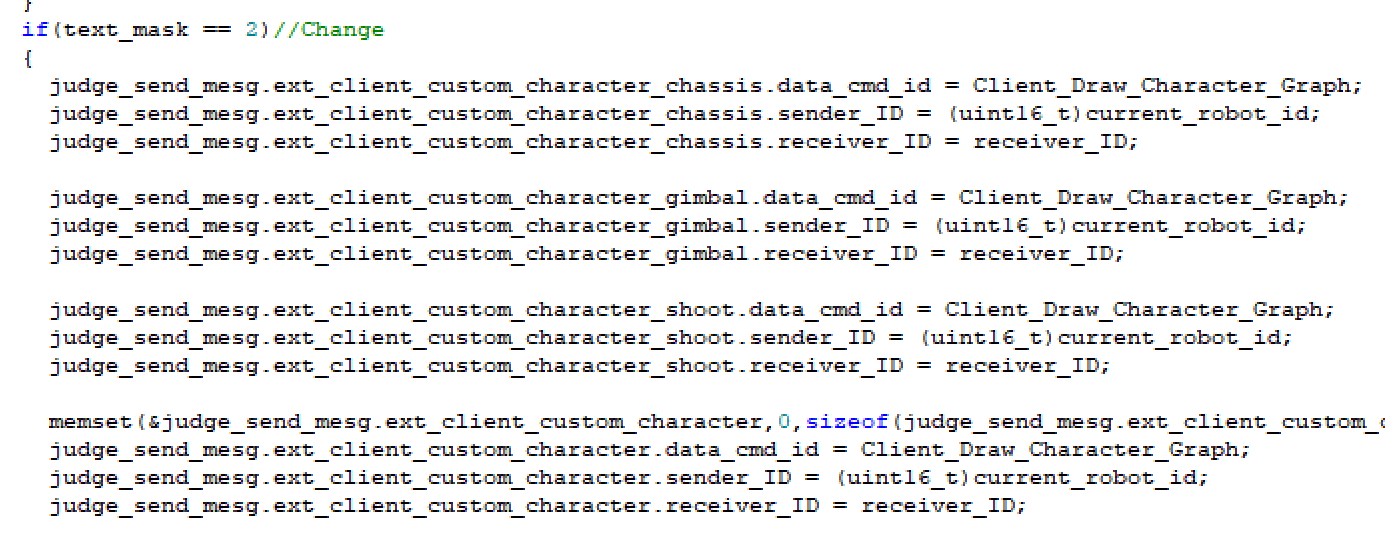 }
if(text_mask == 2)//Change
{
judge_send_mesg.ext_client_custom_character_chassis.data_cmd_id = Client_Draw_Character_Graph;
judge_send_mesg.ext_client_custom_character_chassis.sender_ID = (uint16_t)current_robot_id;
judge_send_mesg.ext_client_custom_character_chassis.receiver_ID = receiver_ID;
judge_send_mesg.ext_client_custom_character_gimbal.data_cmd_id = Client_Draw_Character_Graph;
judge_send_mesg.ext_client_custom_character_gimbal.sender_ID = (uint16_t)current_robot_id;
judge_send_mesg.ext_client_custom_character_gimbal.receiver_ID = receiver_ID;
judge_send_mesg.ext_client_custom_character_shoot.data_cmd_id = Client_Draw_Character_Graph;
judge_send_mesg.ext_client_custom_character_shoot.sender_ID = (uint16_t)current_robot_id;
judge_send_mesg.ext_client_custom_character_shoot.receiver_ID = receiver_ID;
memset(&judge_send_mesg.ext_client_custom_character,0,sizeof(judge_send_mesg.ext_client_custom_
judge_send_mesg.ext_client_custom_character.data_cmd_id = Client_Draw_Character_Graph;
judge_send_mesg.ext_client_custom_character.sender_ID = (uint16_t)current_robot_id;
judge_send_mesg.ext_client_custom_character.receiver_ID = receiver_ID;